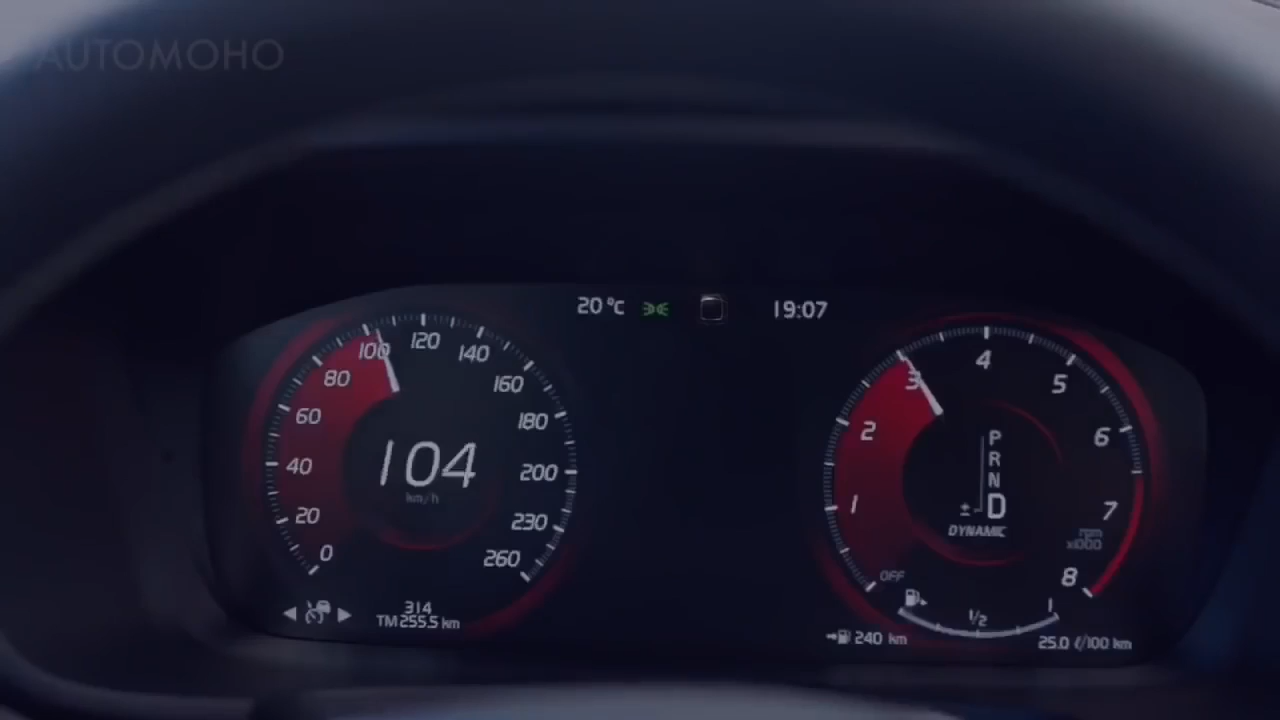 AUTOMOHO
20 °C
19:07
0
20
40
60
80
100
120
140
160
180
200
230
260
104
km/h
314
TM 255.5 km
OFF
1
2
3
4
5
6
7
8
rpm
x1000
P
R
N
D
±
DYNAMIC
1/2
1
240 km
25.0 ℓ/100 km